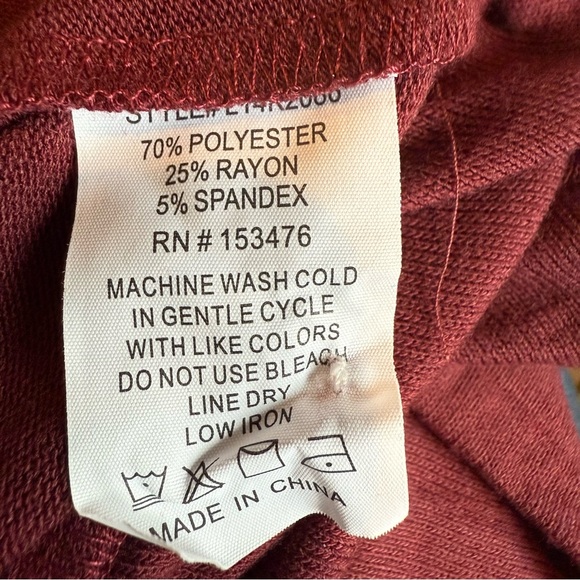 70% POLYESTER
25% RAYON
5% SPANDEX
RN # 153476
MACHINE WASH COLD
IN GENTLE CYCLE
WITH LIKE COLORS
DO NOT USE BLEACH
LINE DRY
LOW IRON
MADE IN CHINA